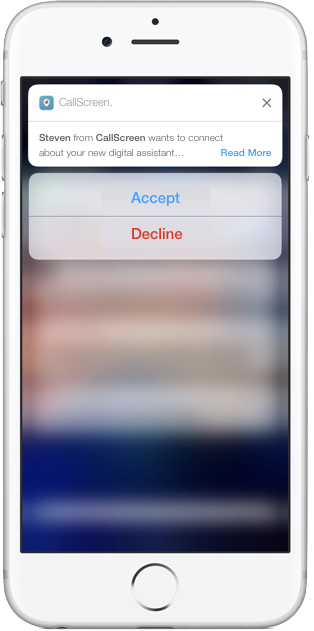 CallScreen.
Steven from CallScreen wants to connect
about your new digital assistant... Read More
Accept
Decline